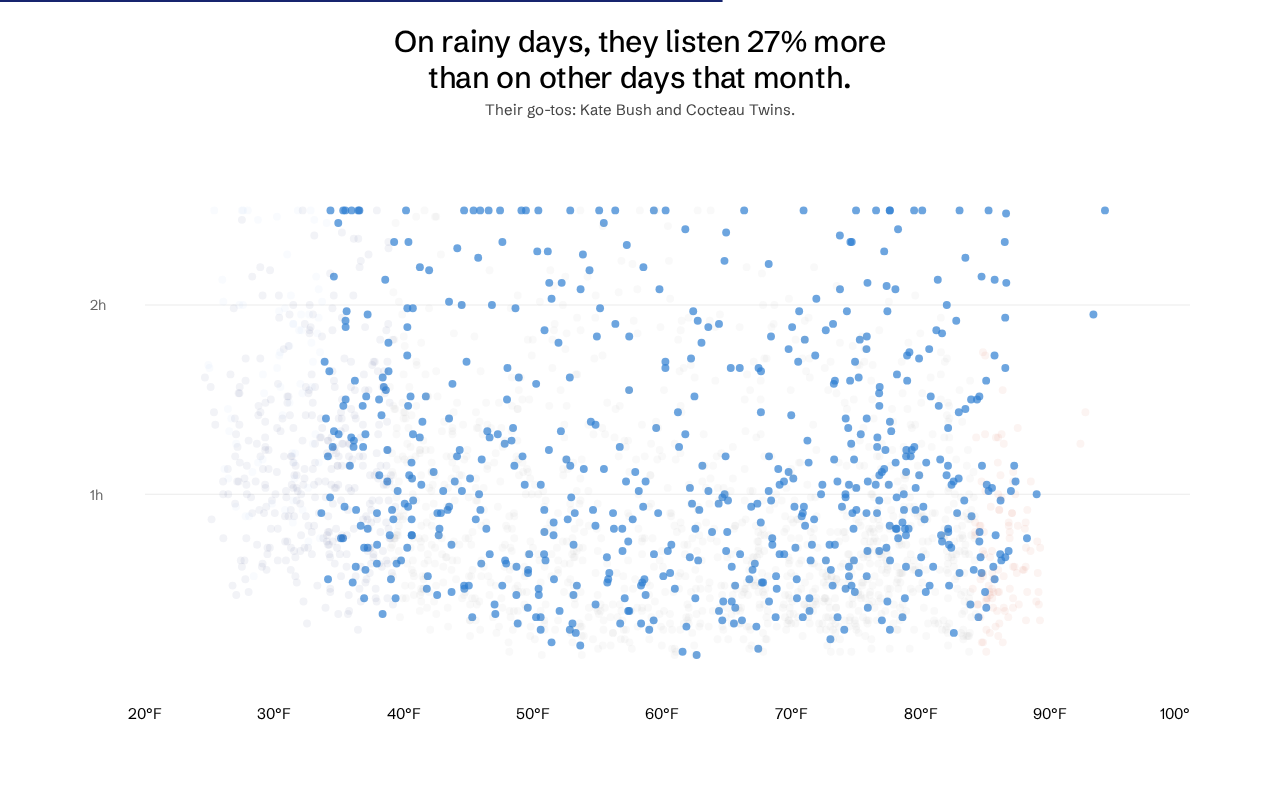 On rainy days, they listen 27% more
than on other days that month.
Their go-tos: Kate Bush and Cocteau Twins.
2h
1h
20°F 30°F 40°F 50°F 60°F 70°F 80°F 90°F 100°